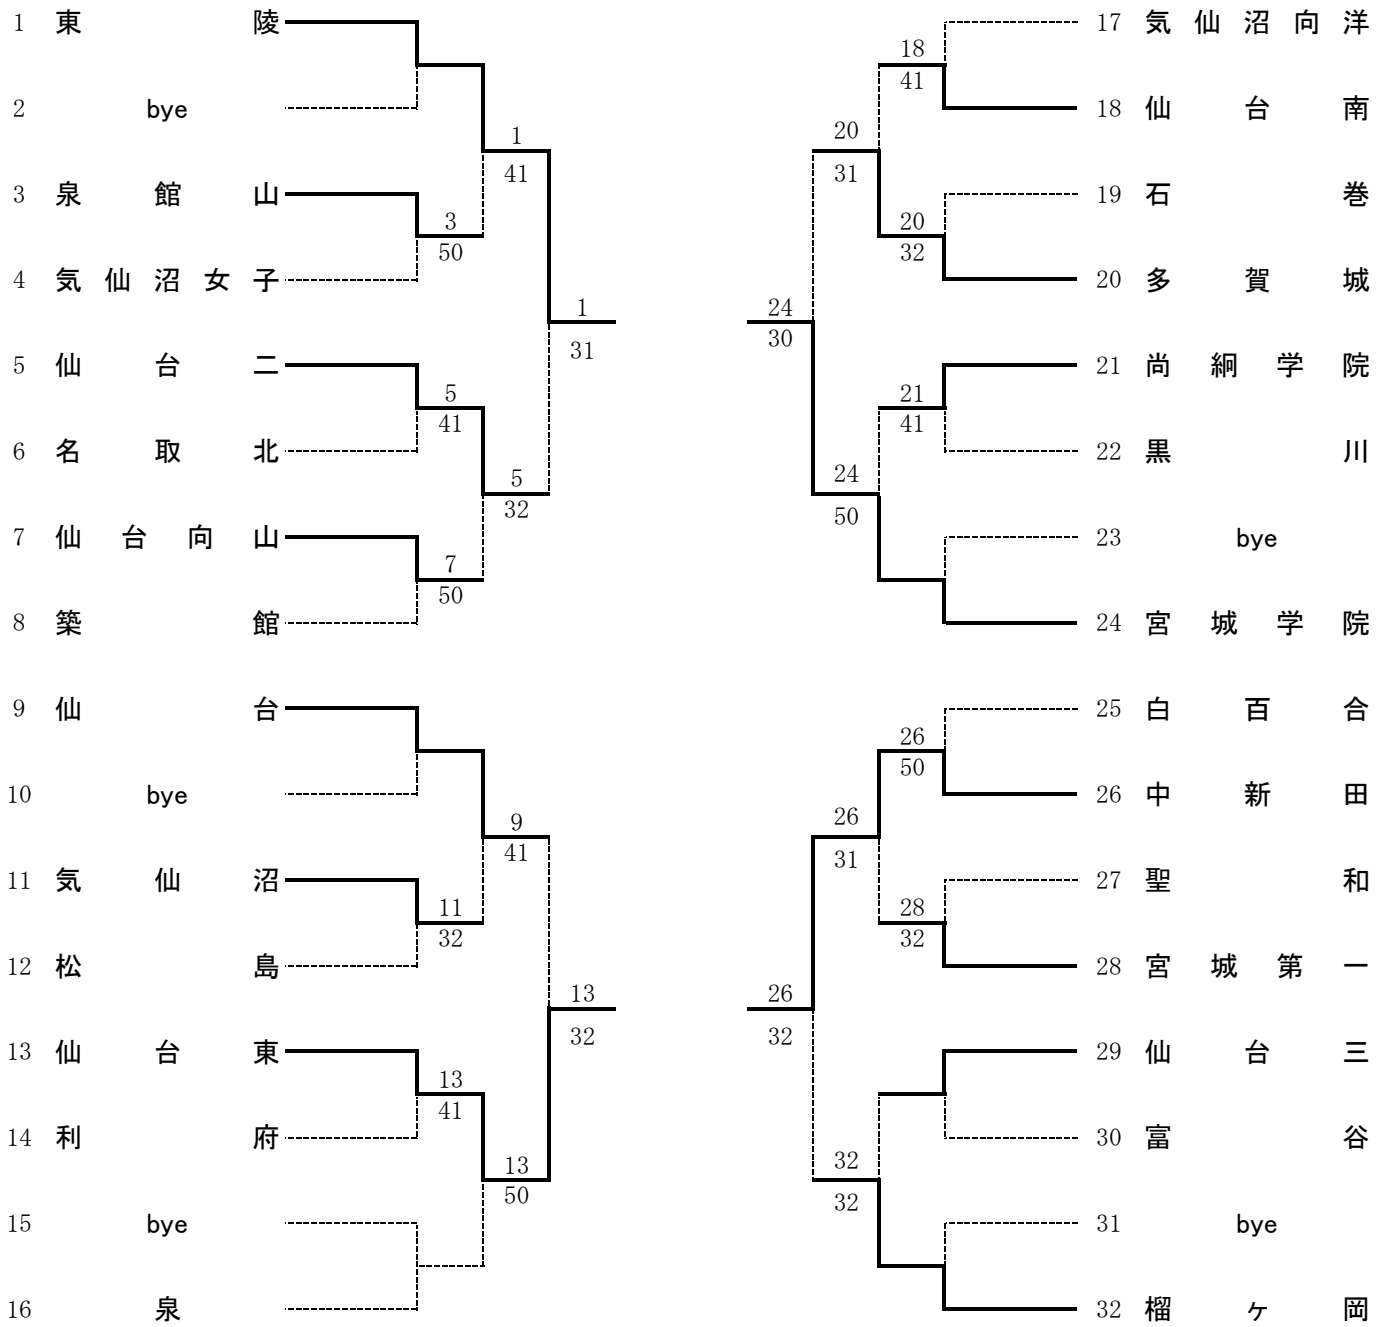 1 東陵
2 bye
3 泉館山
4 気仙沼女子
5 仙台二
6 名取北
7 仙台向山
8 築館
9 仙台
10 bye
11 気仙沼
12 松島
13 仙台東
14 利府
15 bye
16 泉
3
50
5
41
7
50
11
32
13
41
1
41
5
32
9
41
13
50
1
31
13
32
24
30
26
32
20
31
24
50
26
31
32
32
18
41
20
32
21
41
26
50
28
32
17 気仙沼向洋
18 仙台南
19 石巻
20 多賀城
21 尚絅学院
22 黒川
23 bye
24 宮城学院
25 白百合
26 中新田
27 聖和
28 宮城第一
29 仙台三
30 富谷
31 bye
32 榴ヶ岡